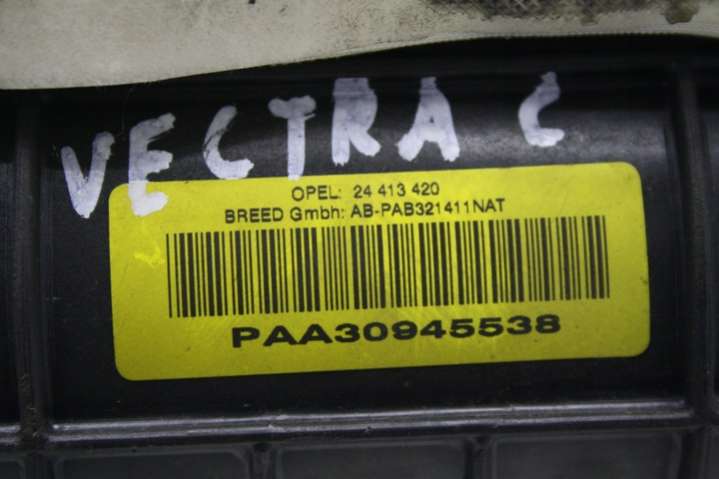 VECTRA C
OPEL: 24 413 420
BREED Gmbh: AB-PAB321411NAT
PAA30945538